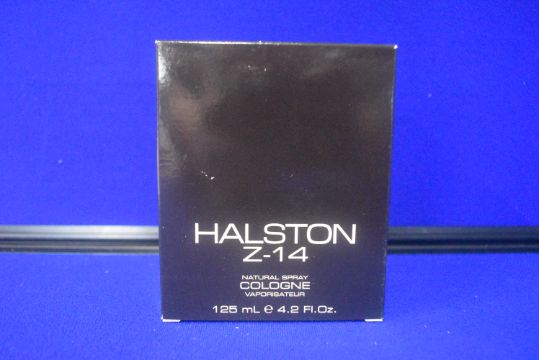 HALSTON
Z-14
NATURAL SPRAY
COLOGNE
VAPORISATEUR
125 mL ℮ 4.2 Fl.Oz.